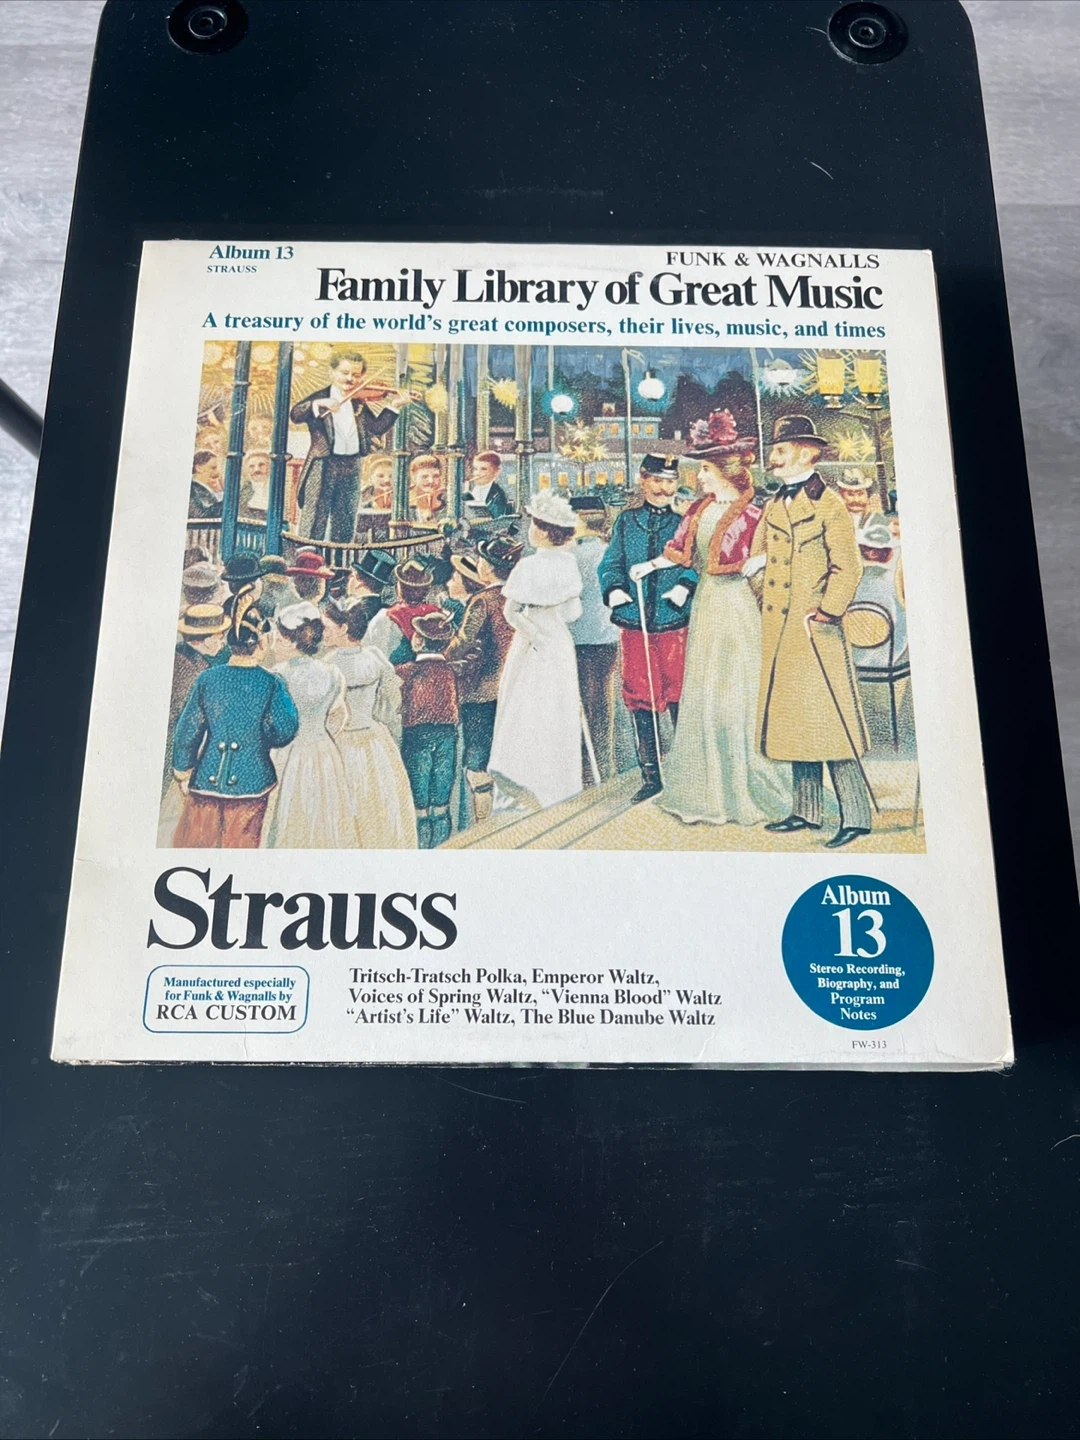 Album 13
STRAUSS
FUNK & WAGNALLS
Family Library of Great Music
A treasury of the world's great composers, their lives, music, and times
Strauss
Manufactured especially
for Funk & Wagnalls by
RCA CUSTOM
Tritsch-Tratsch Polka, Emperor Waltz,
Voices of Spring Waltz, “Vienna Blood” Waltz
“Artist's Life” Waltz, The Blue Danube Waltz
Album
13
Stereo Recording,
Biography, and
Program
Notes
FW-313